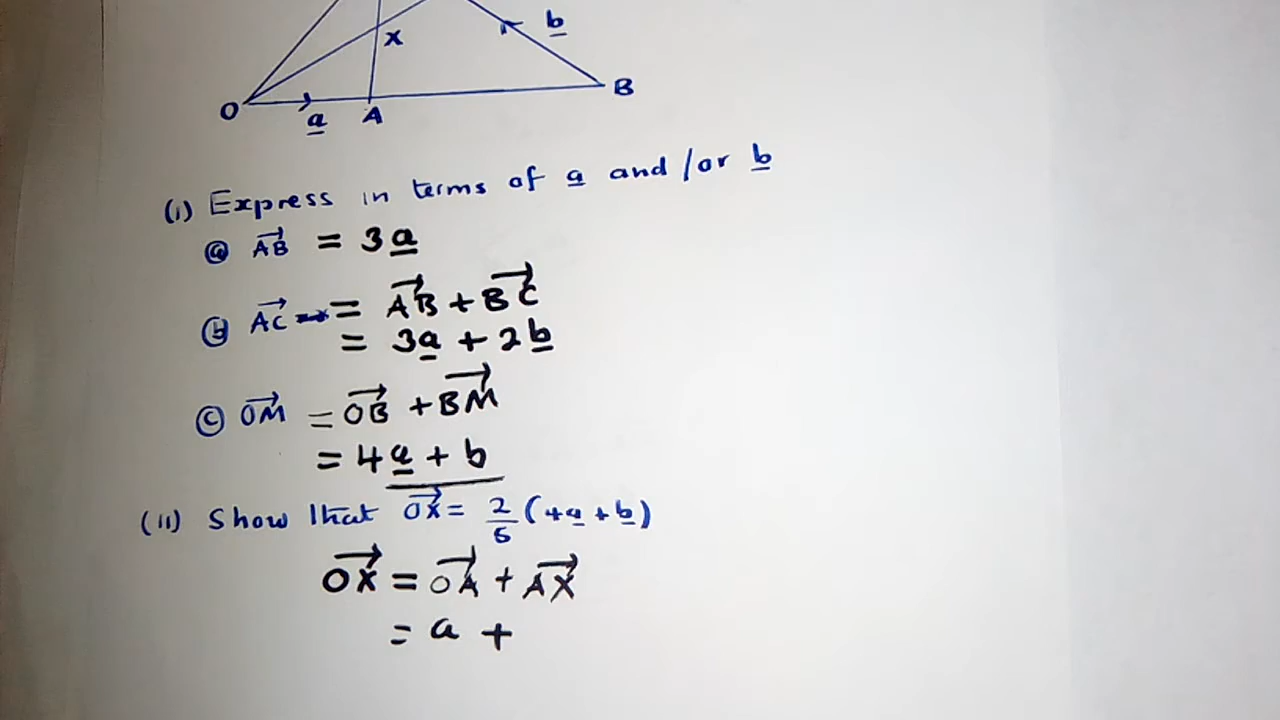 b
x
B
O
a
A
(i) Express in terms of a and/or b
(a) AB = 3a
(b) AC = AB + BC
= 3a + 2b
(c) OM = OB + BM
= 4a + b
(ii) Show that OX = 2/5 (4a + b)
OX = OA + AX
= a +